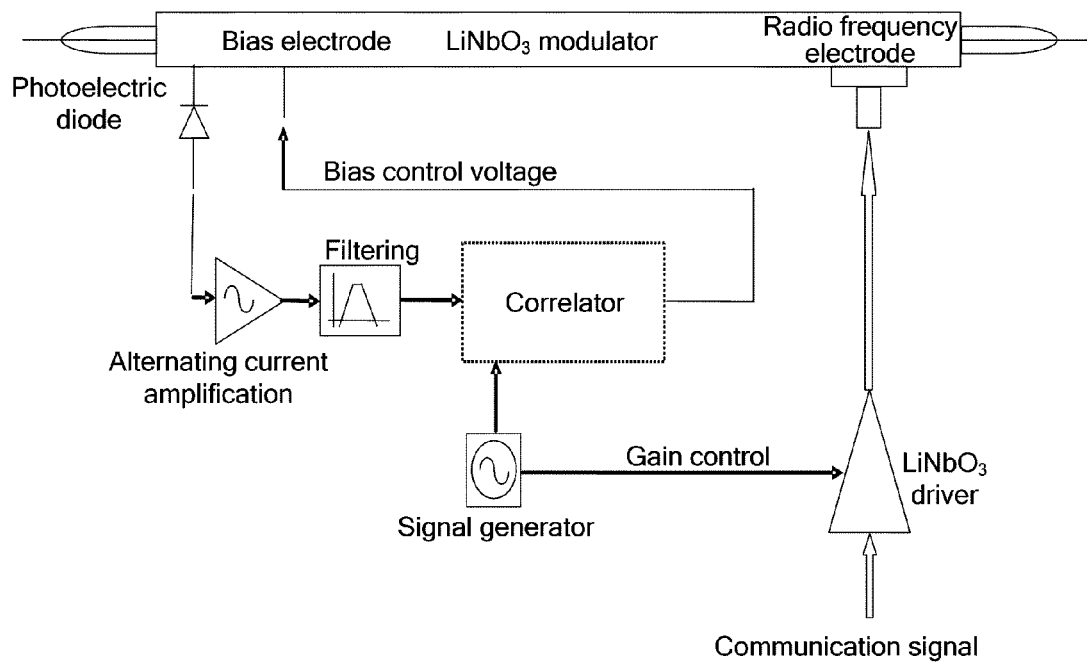 Bias electrode
LiNbO₃ modulator
Radio frequency
electrode
Photoelectric
diode
Bias control voltage
Filtering
Correlator
Alternating current
amplification
Gain control
LiNbO₃
driver
Signal generator
Communication signal